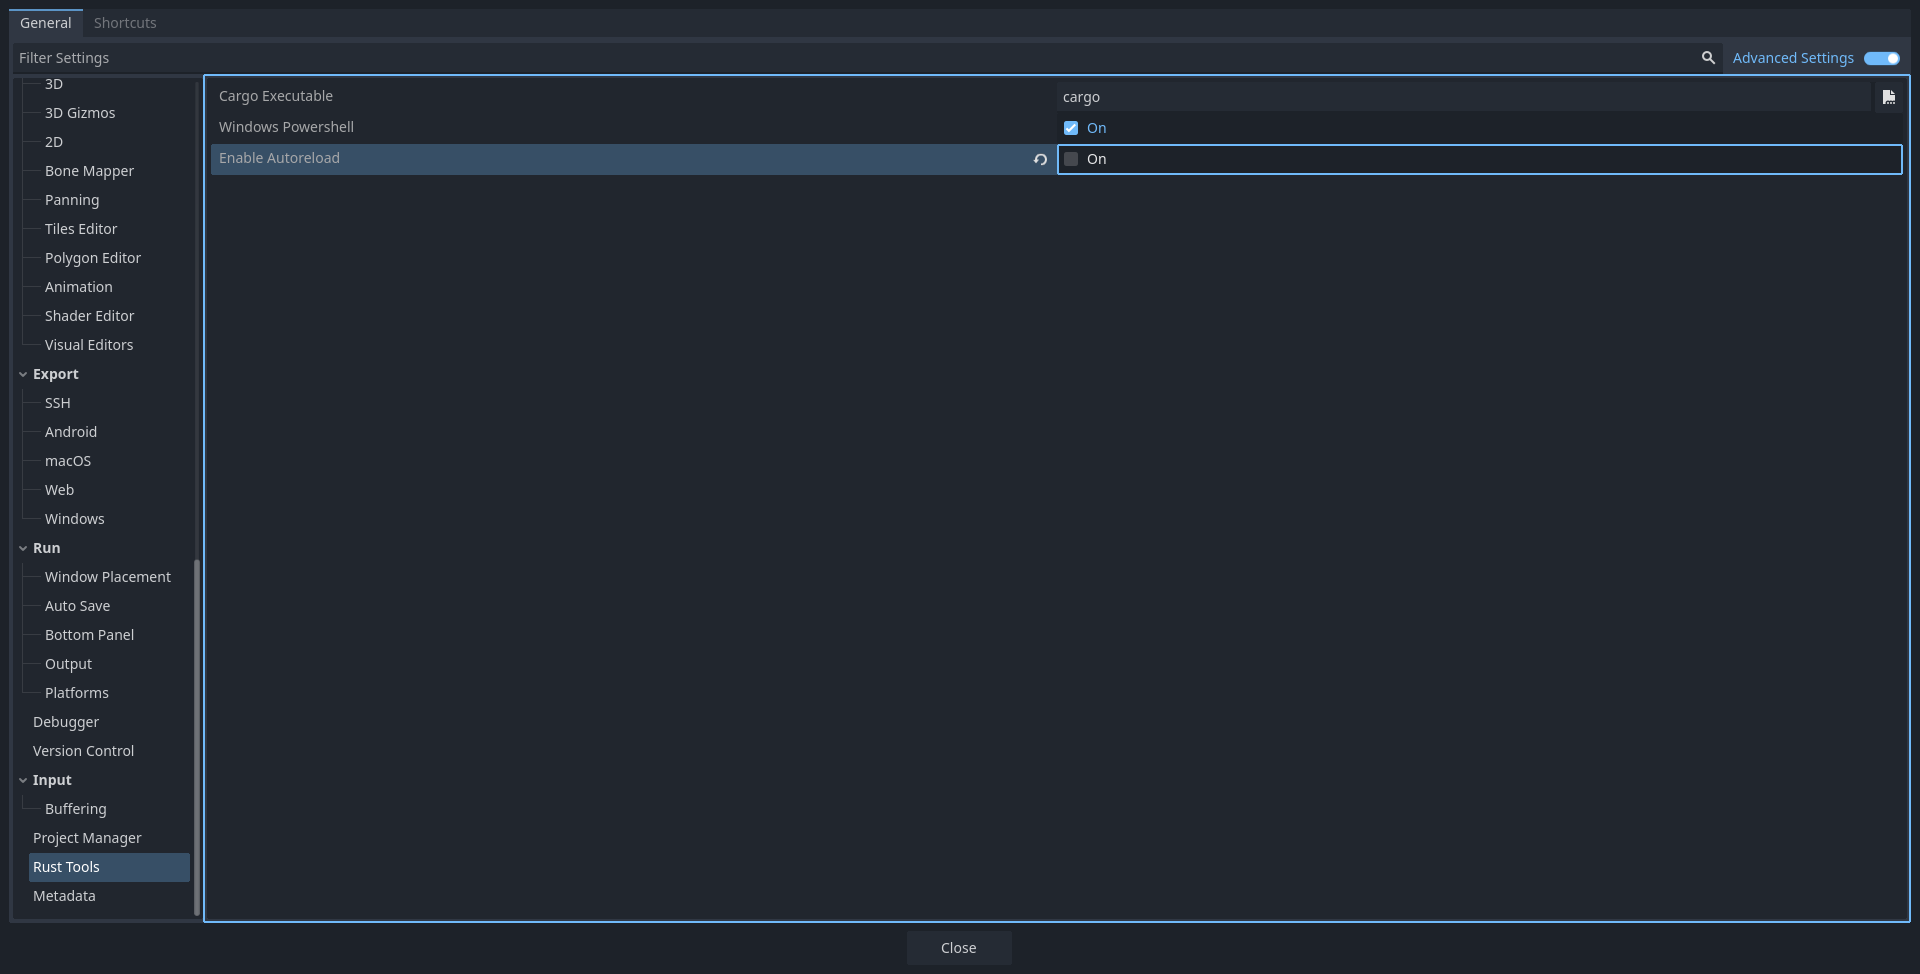 General Shortcuts
Filter Settings Advanced Settings
3D
3D Gizmos
2D
Bone Mapper
Panning
Tiles Editor
Polygon Editor
Animation
Shader Editor
Visual Editors
Export
SSH
Android
macOS
Web
Windows
Run
Window Placement
Auto Save
Bottom Panel
Output
Platforms
Debugger
Version Control
Input
Buffering
Project Manager
Rust Tools
Metadata
Cargo Executable cargo
Windows Powershell On
Enable Autoreload On
Close